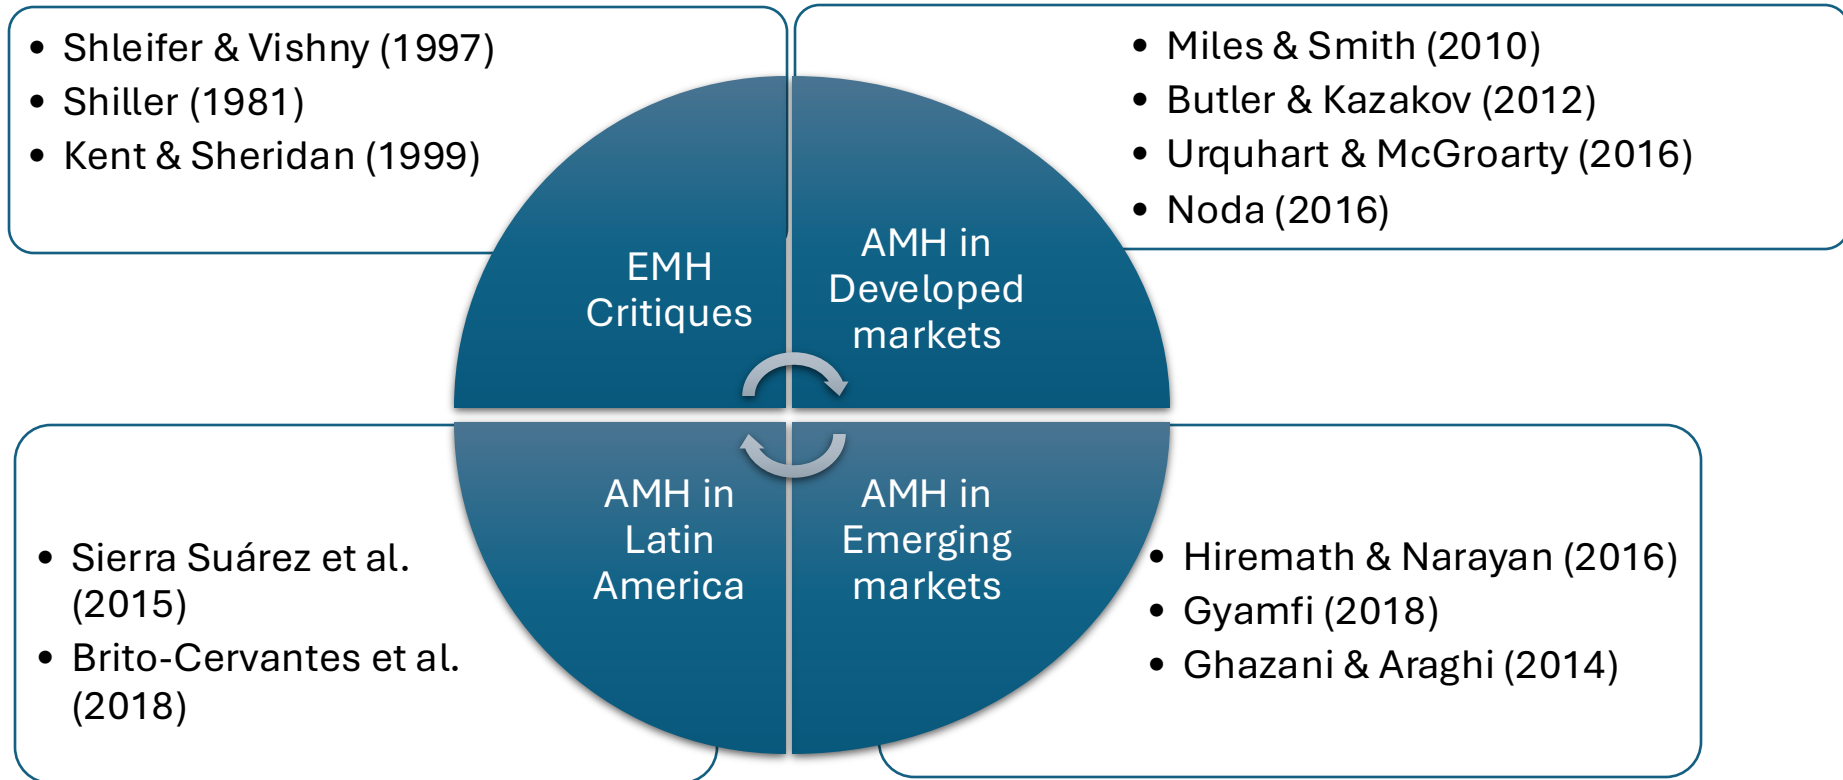 • Shleifer & Vishny (1997)
• Shiller (1981)
• Kent & Sheridan (1999)
• Miles & Smith (2010)
• Butler & Kazakov (2012)
• Urquhart & McGroarty (2016)
• Noda (2016)
EMH
Critiques
AMH in
Developed
markets
AMH in
Latin
America
AMH in
Emerging
markets
• Sierra Suárez et al.
(2015)
• Brito-Cervantes et al.
(2018)
• Hiremath & Narayan (2016)
• Gyamfi (2018)
• Ghazani & Araghi (2014)